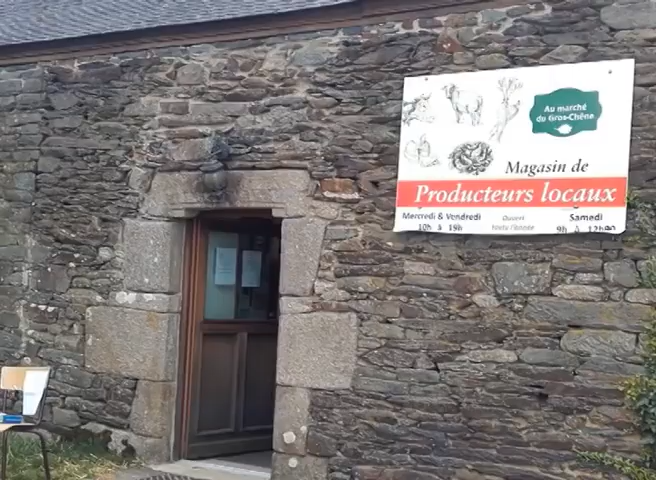 Au marché
du Gros-Chêne
Magasin de
Producteurs locaux
Mercredi & Vendredi
10h à 19h
Ouvert
toute l'année
Samedi
9h à 12h30